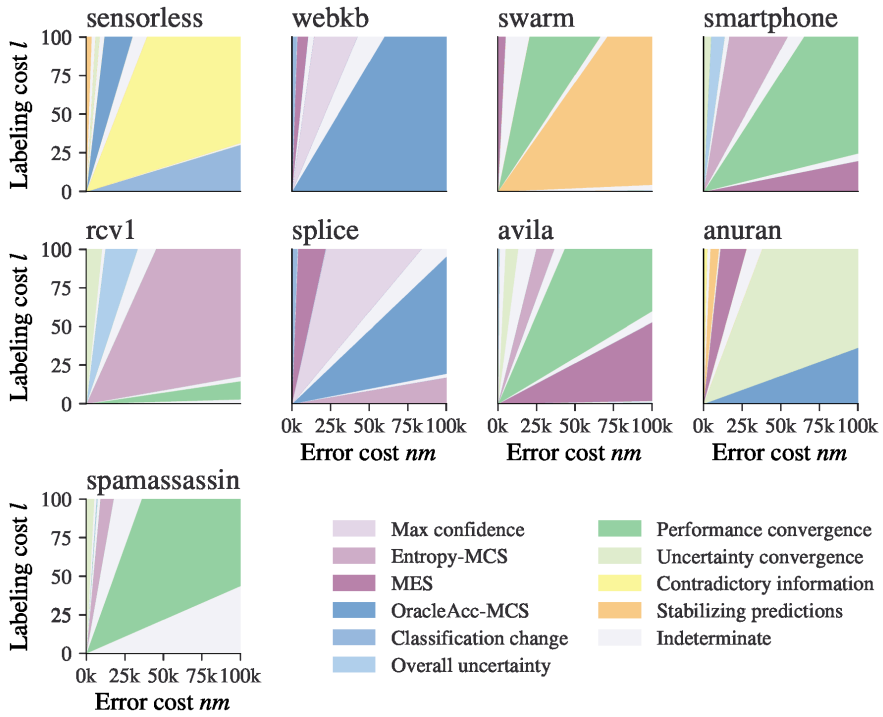 sensorless webkb swarm smartphone
100
75
50
25
0
Labeling cost l
rcv1 splice avila anuran
100
75
50
25
0
Labeling cost l
0k 25k 50k 75k 100k 0k 25k 50k 75k 100k 0k 25k 50k 75k 100k
Error cost nm Error cost nm Error cost nm
spamassassin
100
75
50
25
0
Labeling cost l
0k 25k 50k 75k 100k
Error cost nm
Max confidence
Entropy-MCS
MES
OracleAcc-MCS
Classification change
Overall uncertainty
Performance convergence
Uncertainty convergence
Contradictory information
Stabilizing predictions
Indeterminate